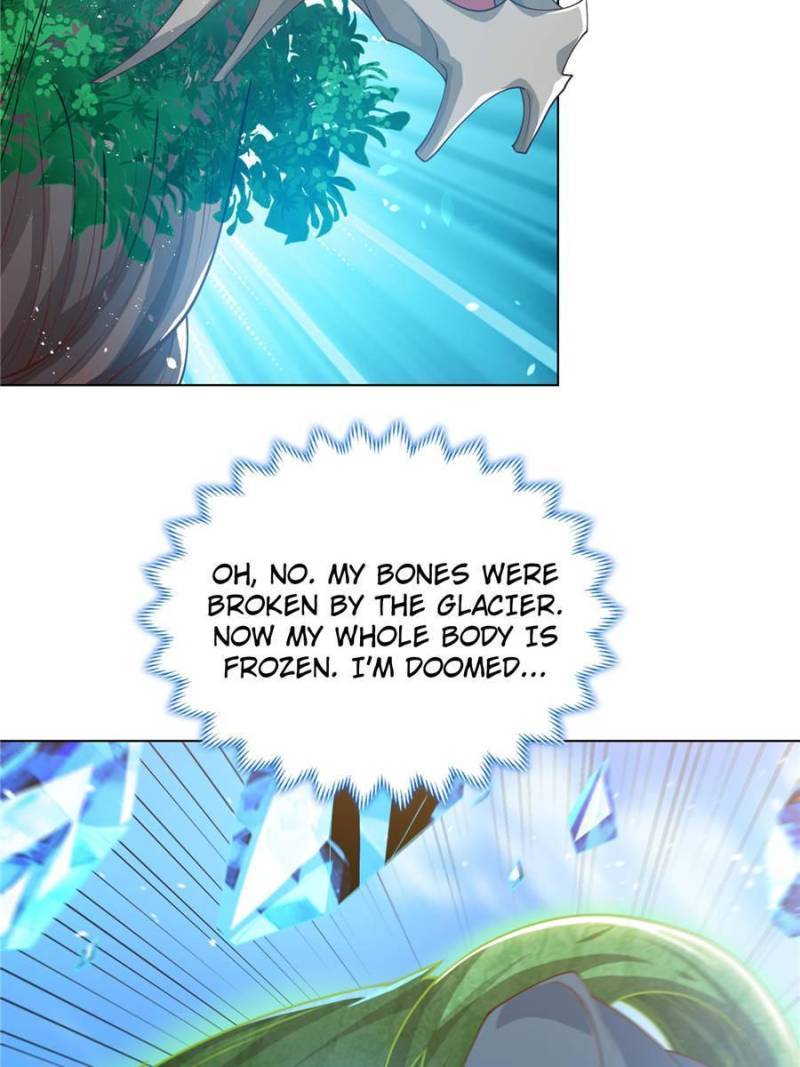 OH, NO. MY BONES WERE
BROKEN BY THE GLACIER.
NOW MY WHOLE BODY IS
FROZEN. I'M DOOMED...